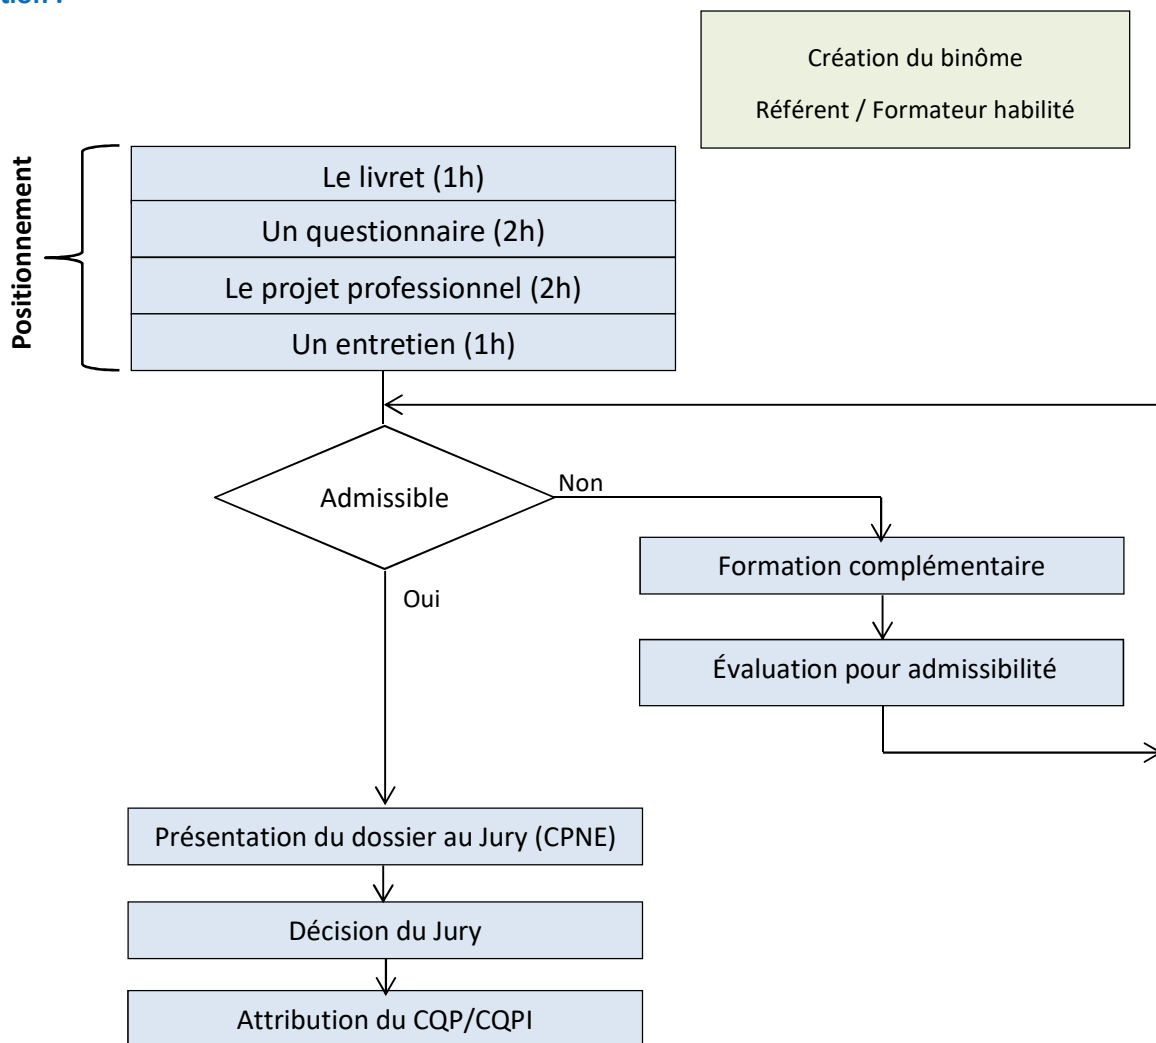 tion :
Création du binôme
Référent / Formateur habilité
Positionnement
Le livret (1h)
Un questionnaire (2h)
Le projet professionnel (2h)
Un entretien (1h)
Admissible
Non
Formation complémentaire
Oui
Évaluation pour admissibilité
Présentation du dossier au Jury (CPNE)
Décision du Jury
Attribution du CQP/CQPI